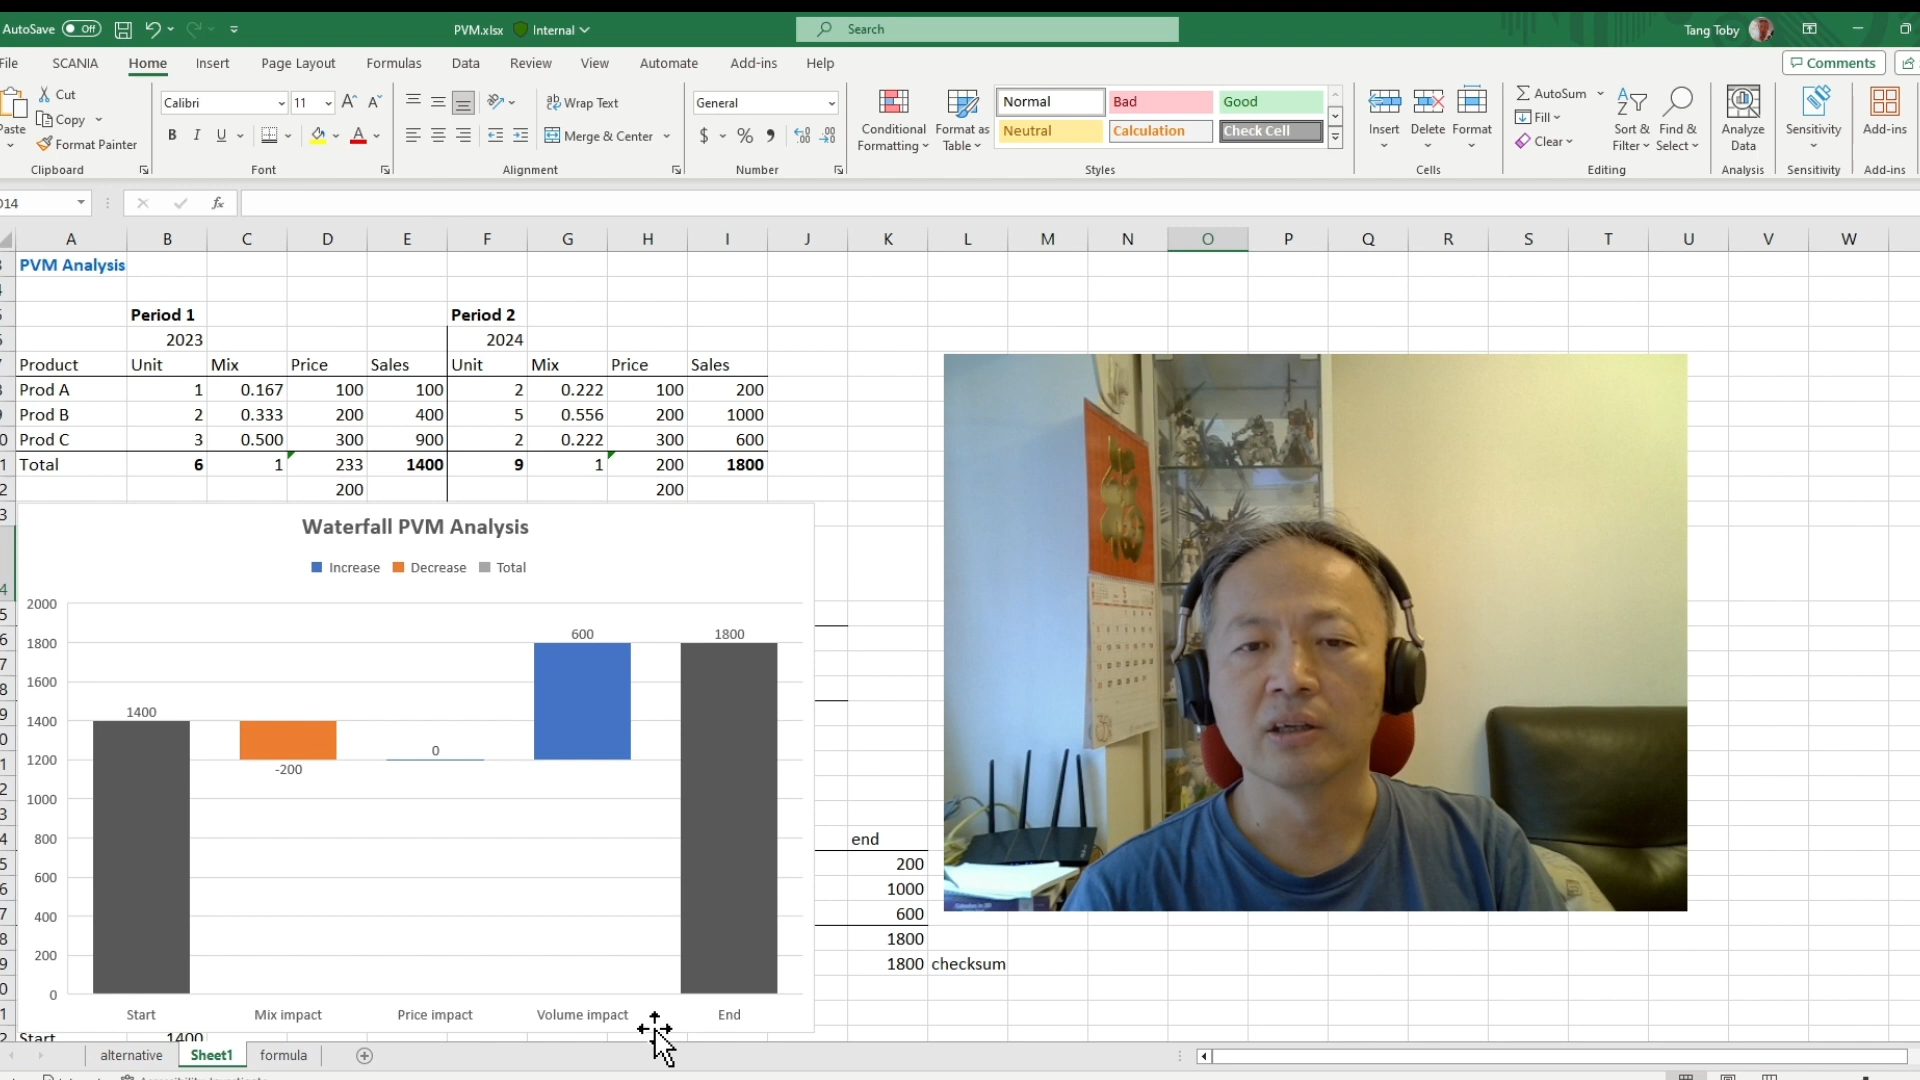 AutoSave Off PVM.xlsx Internal Search Tang Toby
File SCANIA Home Insert Page Layout Formulas Data Review View Automate Add-ins Help Comments
Cut
Copy
Format Painter
Paste
Clipboard
Calibri 11
B I U
Font
Wrap Text
Merge & Center
Alignment
General
$ % 9
Number
Conditional Formatting
Format as Table
Normal Bad Good
Neutral Calculation Check Cell
Styles
Insert Delete Format
Cells
AutoSum
Fill
Clear
Sort & Filter
Find & Select
Editing
Analyze Data
Analysis
Sensitivity
Sensitivity
Add-ins
Add-ins
O14 fx
A B C D E F G H I J K L M N O P Q R S T U V W
PVM Analysis
Period 1 Period 2
2023 2024
Product Unit Mix Price Sales Unit Mix Price Sales
Prod A 1 0.167 100 100 2 0.222 100 200
Prod B 2 0.333 200 400 5 0.556 200 1000
Prod C 3 0.500 300 900 2 0.222 300 600
Total 6 1 233 1400 9 1 200 1800
200 200
Waterfall PVM Analysis
Increase Decrease Total
2000
1800
1600
1400
1200
1000
800
600
400
200
0
1400
-200
0
600
1800
Start Mix impact Price impact Volume impact End
end
200
1000
600
1800
1800 checksum
Start 1400
alternative Sheet1 formula
福